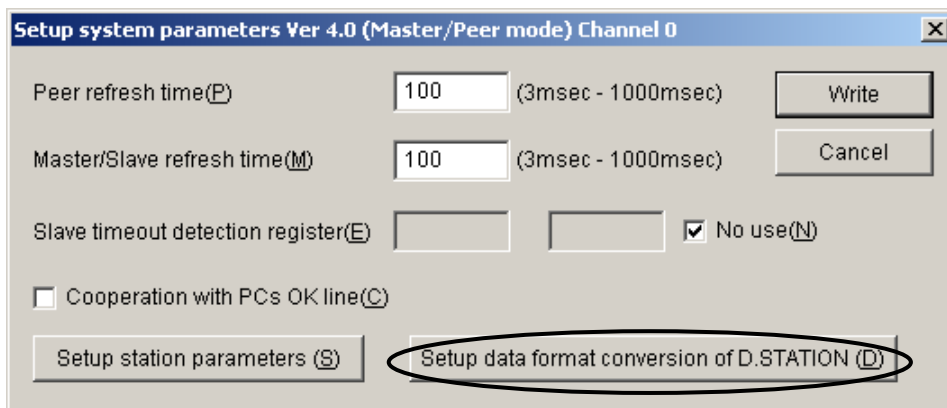 Setup system parameters Ver 4.0 (Master/Peer mode) Channel 0
Peer refresh time(P) 100 (3msec - 1000msec) Write
Master/Slave refresh time(M) 100 (3msec - 1000msec) Cancel
Slave timeout detection register(E) No use(N)
Cooperation with PCs OK line(C)
Setup station parameters (S) Setup data format conversion of D.STATION (D)